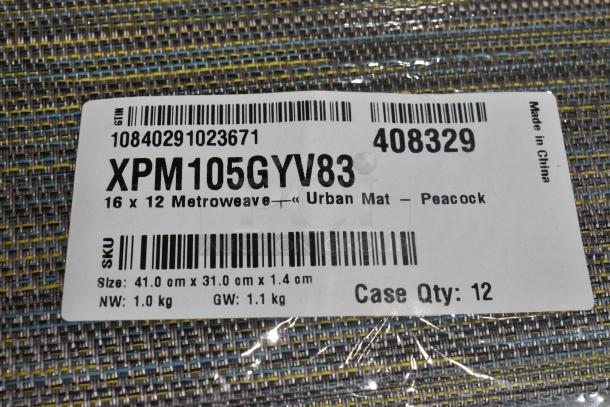 GTIN
10840291023671
408329
Made in China
XPM105GYV83
16 x 12 Metroweave—« Urban Mat - Peacock
SKU
Size: 41.0 cm x 31.0 cm x 1.4 cm
NW: 1.0 kg GW: 1.1 kg
Case Qty: 12